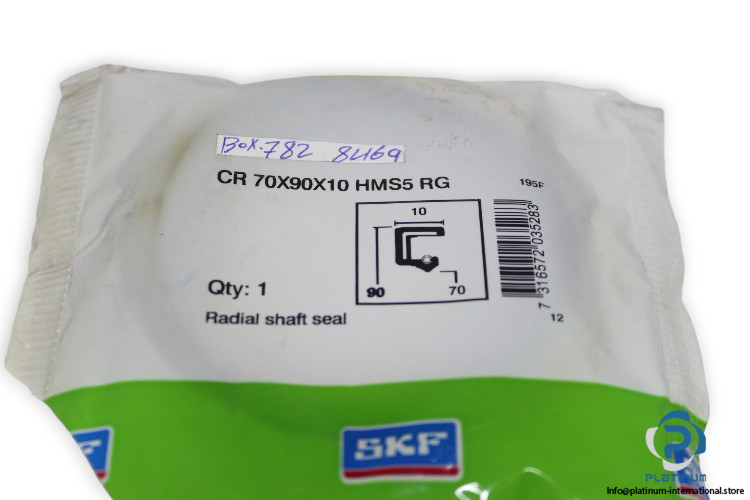 Box.782 8469
CR 70X90X10 HMS5 RG
195F
10
90
70
7 316572 035283
12
Qty: 1
Radial shaft seal
SKF
SKF
PLATINUM
Info@platinum-international.store